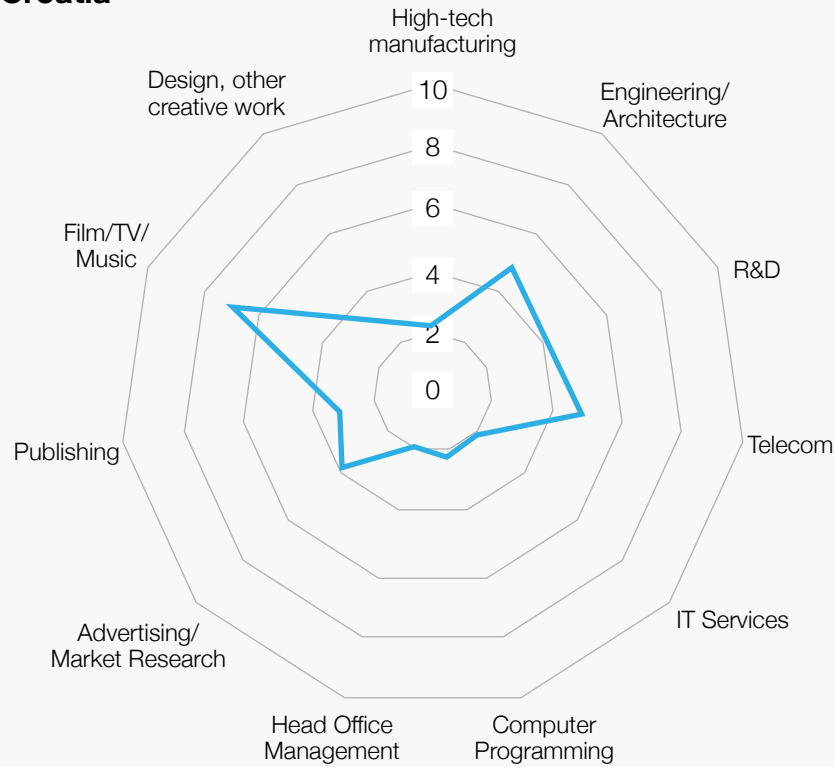 Croatia
High-tech
manufacturing
Design, other
creative work
Engineering/
Architecture
10
8
6
4
2
0
Film/TV/
Music
R&D
Publishing
Telecom
Advertising/
Market Research
IT Services
Head Office
Management
Computer
Programming